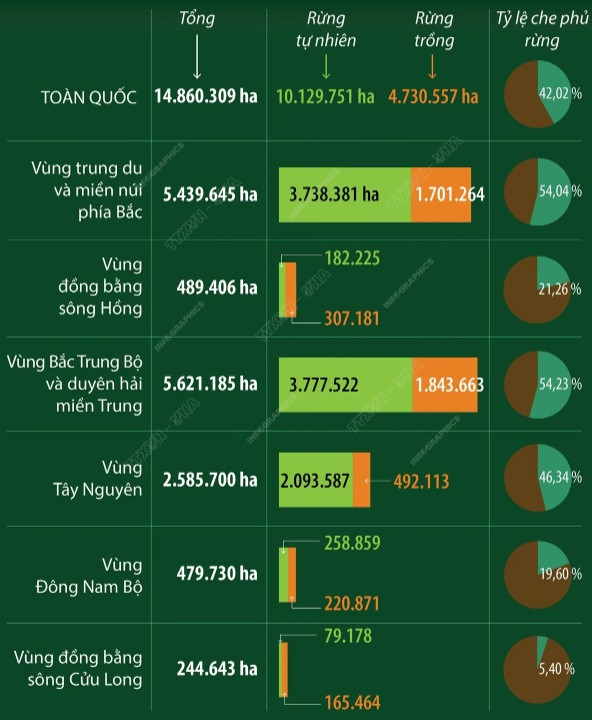 Tổng
Rừng
tự nhiên
Rừng
trồng
Tỷ lệ che phủ
rừng
TOÀN QUỐC
14.860.309 ha
10.129.751 ha
4.730.557 ha
42,02 %
Vùng trung du
và miền núi
phía Bắc
5.439.645 ha
3.738.381 ha
1.701.264
54,04 %
Vùng
đồng bằng
sông Hồng
489.406 ha
182.225
307.181
21,26 %
Vùng Bắc Trung Bộ
và duyên hải
miền Trung
5.621.185 ha
3.777.522
1.843.663
54,23 %
Vùng
Tây Nguyên
2.585.700 ha
2.093.587
492.113
46,34 %
Vùng
Đông Nam Bộ
479.730 ha
258.859
220.871
19,60 %
Vùng đồng bằng
sông Cửu Long
244.643 ha
79.178
165.464
5,40 %